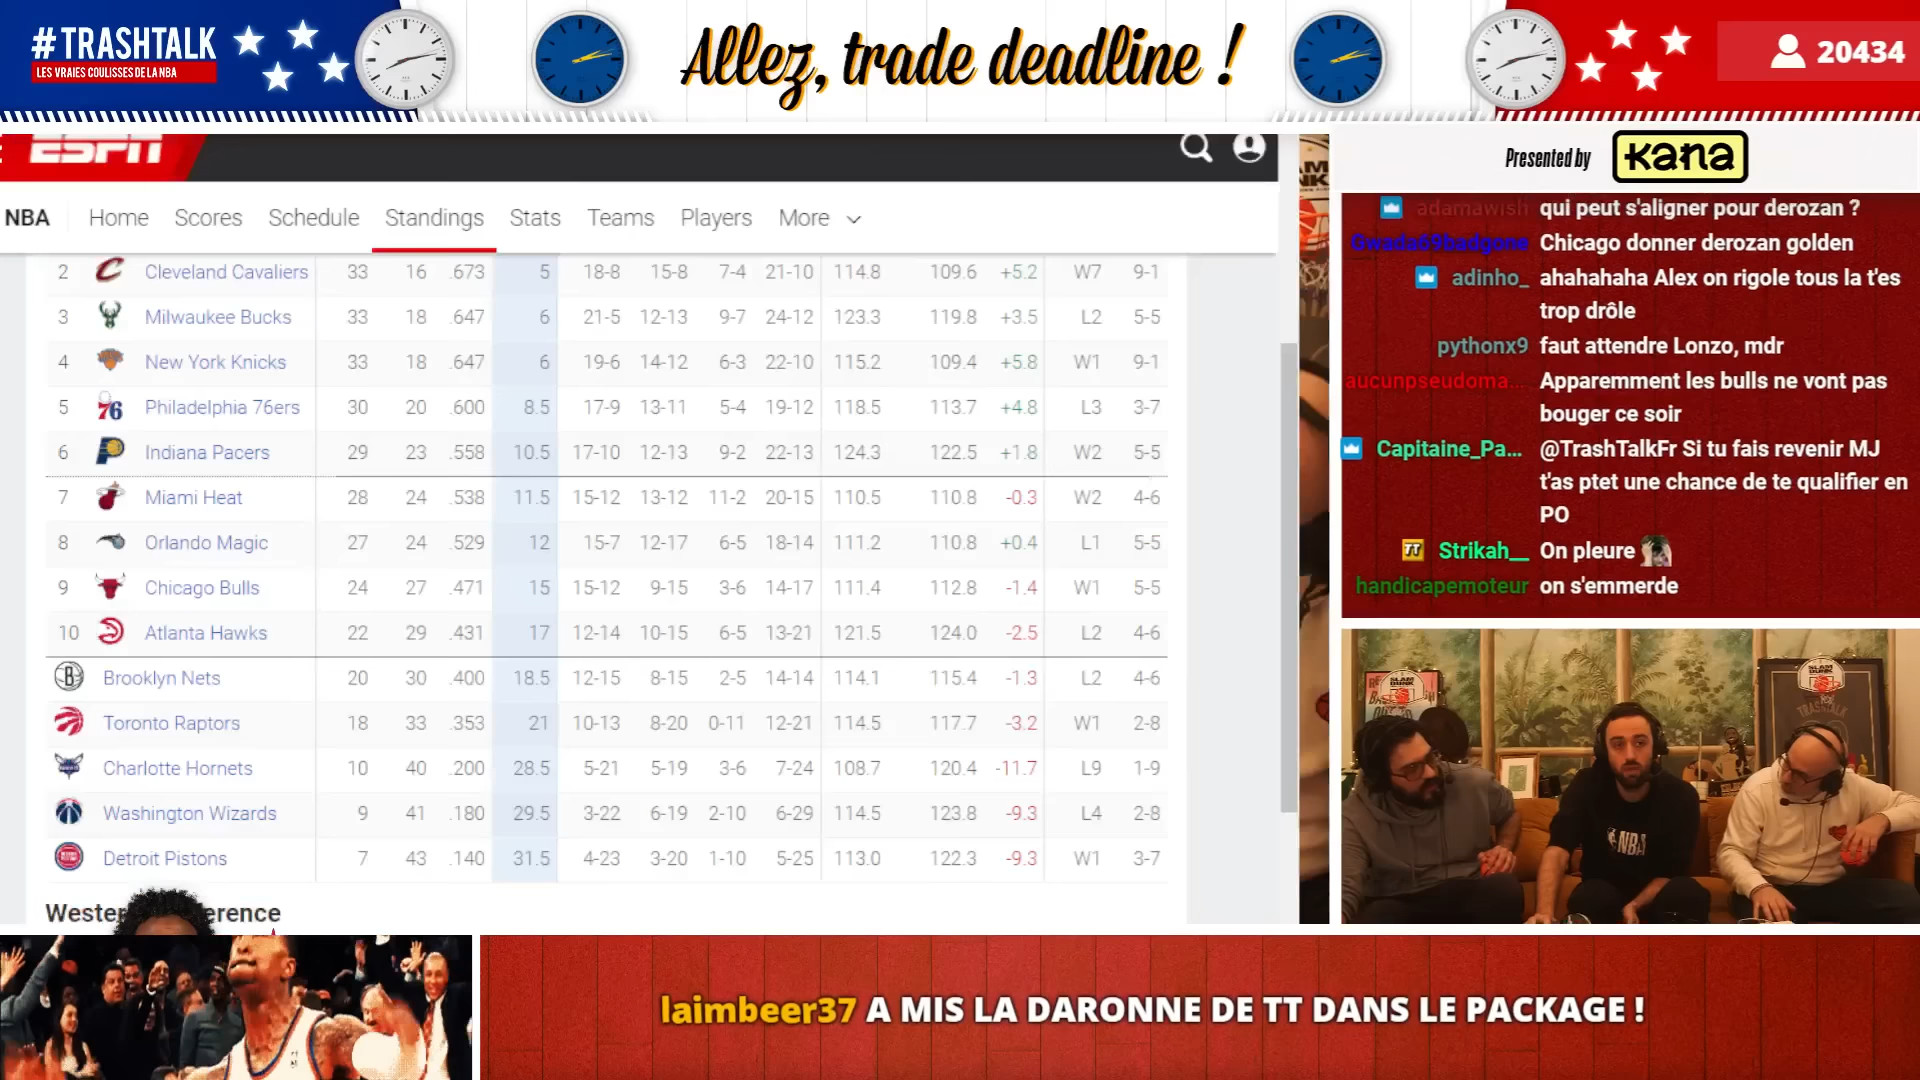 #TRASHTALK
LES VRAIES COULISSES DE LA NBA
Allez, trade deadline !
20434
ESPN
NBA Home Scores Schedule Standings Stats Teams Players More
2 Cleveland Cavaliers 33 16 .673 5 18-8 15-8 7-4 21-10 114.8 109.6 +5.2 W7 9-1
3 Milwaukee Bucks 33 18 .647 6 21-5 12-13 9-7 24-12 123.3 119.8 +3.5 L2 5-5
4 New York Knicks 33 18 .647 6 19-6 14-12 6-3 22-10 115.2 109.4 +5.8 W1 9-1
5 Philadelphia 76ers 30 20 .600 8.5 17-9 13-11 5-4 19-12 118.5 113.7 +4.8 L3 3-7
6 Indiana Pacers 29 23 .558 10.5 17-10 12-13 9-2 22-13 124.3 122.5 +1.8 W2 5-5
7 Miami Heat 28 24 .538 11.5 15-12 13-12 11-2 20-15 110.5 110.8 -0.3 W2 4-6
8 Orlando Magic 27 24 .529 12 15-7 12-17 6-5 18-14 111.2 110.8 +0.4 L1 5-5
9 Chicago Bulls 24 27 .471 15 15-12 9-15 3-6 14-17 111.4 112.8 -1.4 W1 5-5
10 Atlanta Hawks 22 29 .431 17 12-14 10-15 6-5 13-21 121.5 124.0 -2.5 L2 4-6
Brooklyn Nets 20 30 .400 18.5 12-15 8-15 2-5 14-14 114.1 115.4 -1.3 L2 4-6
Toronto Raptors 18 33 .353 21 10-13 8-20 0-11 12-21 114.5 117.7 -3.2 W1 2-8
Charlotte Hornets 10 40 .200 28.5 5-21 5-19 3-6 7-24 108.7 120.4 -11.7 L9 1-9
Washington Wizards 9 41 .180 29.5 3-22 6-19 2-10 6-29 114.5 123.8 -9.3 L4 2-8
Detroit Pistons 7 43 .140 31.5 4-23 3-20 1-10 5-25 113.0 122.3 -9.3 W1 3-7
Presented by kana
adamawish qui peut s'aligner pour derozan ?
Gwada69badgone Chicago donner derozan golden
adinho_ ahahahaha Alex on rigole tous la t'es
trop drôle
pythonx9 faut attendre Lonzo, mdr
aucunpseudoma... Apparemment les bulls ne vont pas
bouger ce soir
Capitaine_Pa... @TrashTalkFr Si tu fais revenir MJ
t'as ptet une chance de te qualifier en
PO
TT Strikah__ On pleure
handicapemoteur on s'emmerde
SLAM DUNK
SLAM DUNK
TRASHTALK
NBA
laimbeer37 A MIS LA DARONNE DE TT DANS LE PACKAGE !